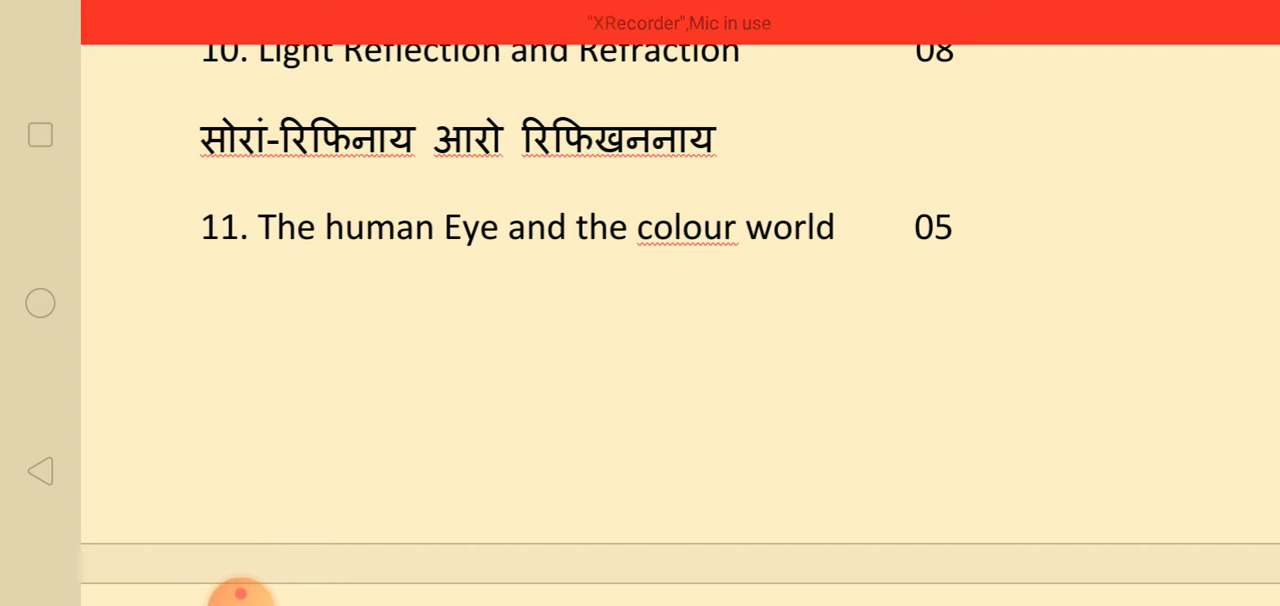 "XRecorder",Mic in use
10. Light Reflection and Refraction 08
सोरां-रिफिनाय आरो रिफिखननाय
11. The human Eye and the colour world 05